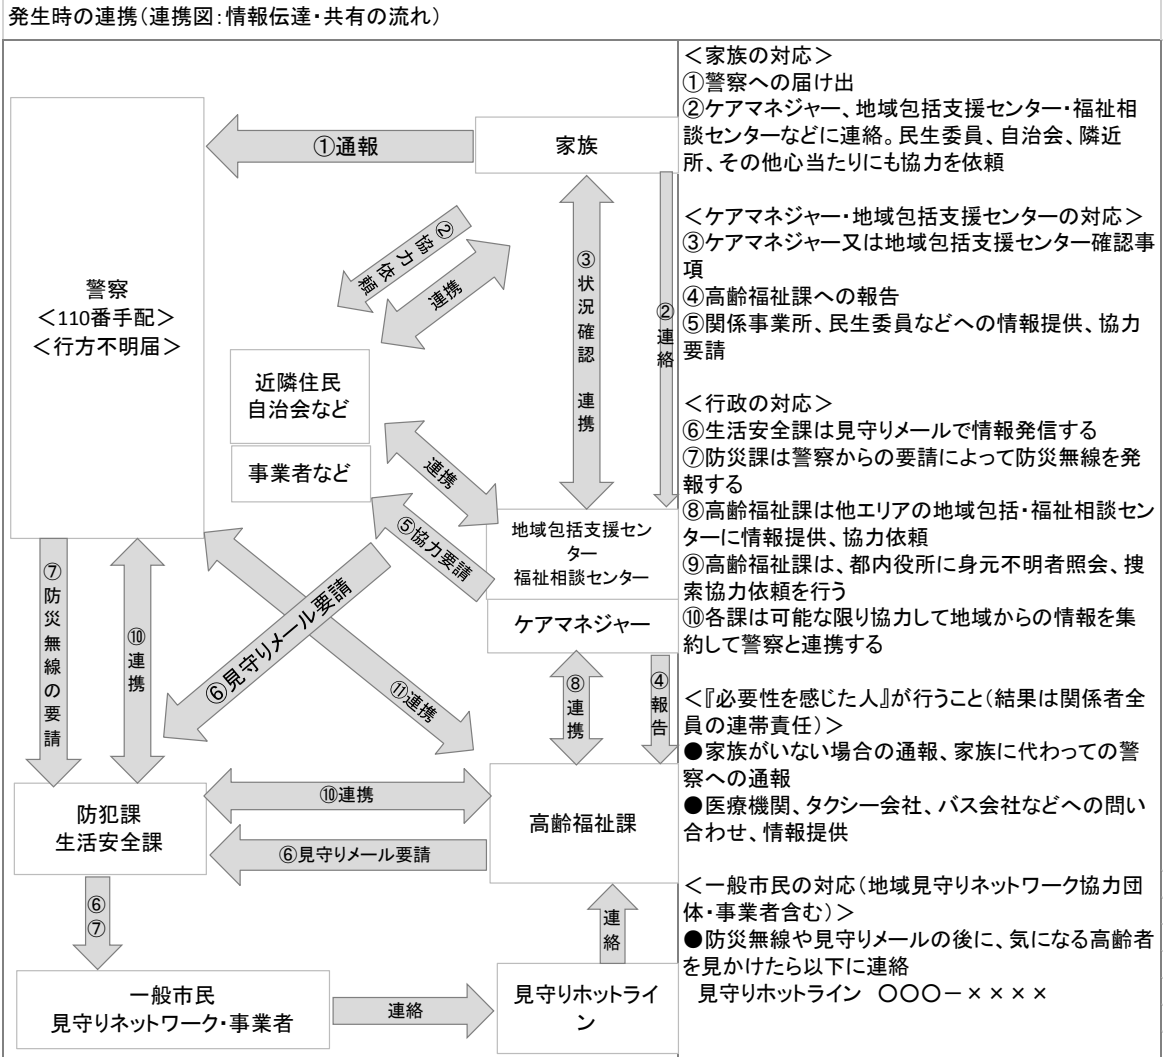 発生時の連携(連携図:情報伝達・共有の流れ)
①通報
家族
警察
<110番手配>
<行方不明届>
②協力依頼
連携
③状況確認 連携
②連絡
近隣住民
自治会など
事業者など
連携
⑤協力要請
地域包括支援セン
ター
福祉相談センター
ケアマネジャー
⑦防災無線の要請
⑩連携
⑥見守りメール要請
⑪連携
⑧連携
④報告
防犯課
生活安全課
⑩連携
⑥見守りメール要請
高齢福祉課
⑥
⑦
連絡
一般市民
見守りネットワーク・事業者
連絡
見守りホットライ
ン
<家族の対応>
①警察への届け出
②ケアマネジャー、地域包括支援センター・福祉相
談センターなどに連絡。民生委員、自治会、隣近
所、その他心当たりにも協力を依頼
<ケアマネジャー・地域包括支援センターの対応>
③ケアマネジャー又は地域包括支援センター確認事
項
④高齢福祉課への報告
⑤関係事業所、民生委員などへの情報提供、協力
要請
<行政の対応>
⑥生活安全課は見守りメールで情報発信する
⑦防災課は警察からの要請によって防災無線を発
報する
⑧高齢福祉課は他エリアの地域包括・福祉相談セン
ターに情報提供、協力依頼
⑨高齢福祉課は、都内役所に身元不明者照会、捜
索協力依頼を行う
⑩各課は可能な限り協力して地域からの情報を集
約して警察と連携する
<『必要性を感じた人』が行うこと(結果は関係者全
員の連帯責任)>
●家族がいない場合の通報、家族に代わっての警
察への通報
●医療機関、タクシー会社、バス会社などへの問い
合わせ、情報提供
<一般市民の対応(地域見守りネットワーク協力団
体・事業者含む)>
●防災無線や見守りメールの後に、気になる高齢者
を見かけたら以下に連絡
見守りホットライン 〇〇〇-××××